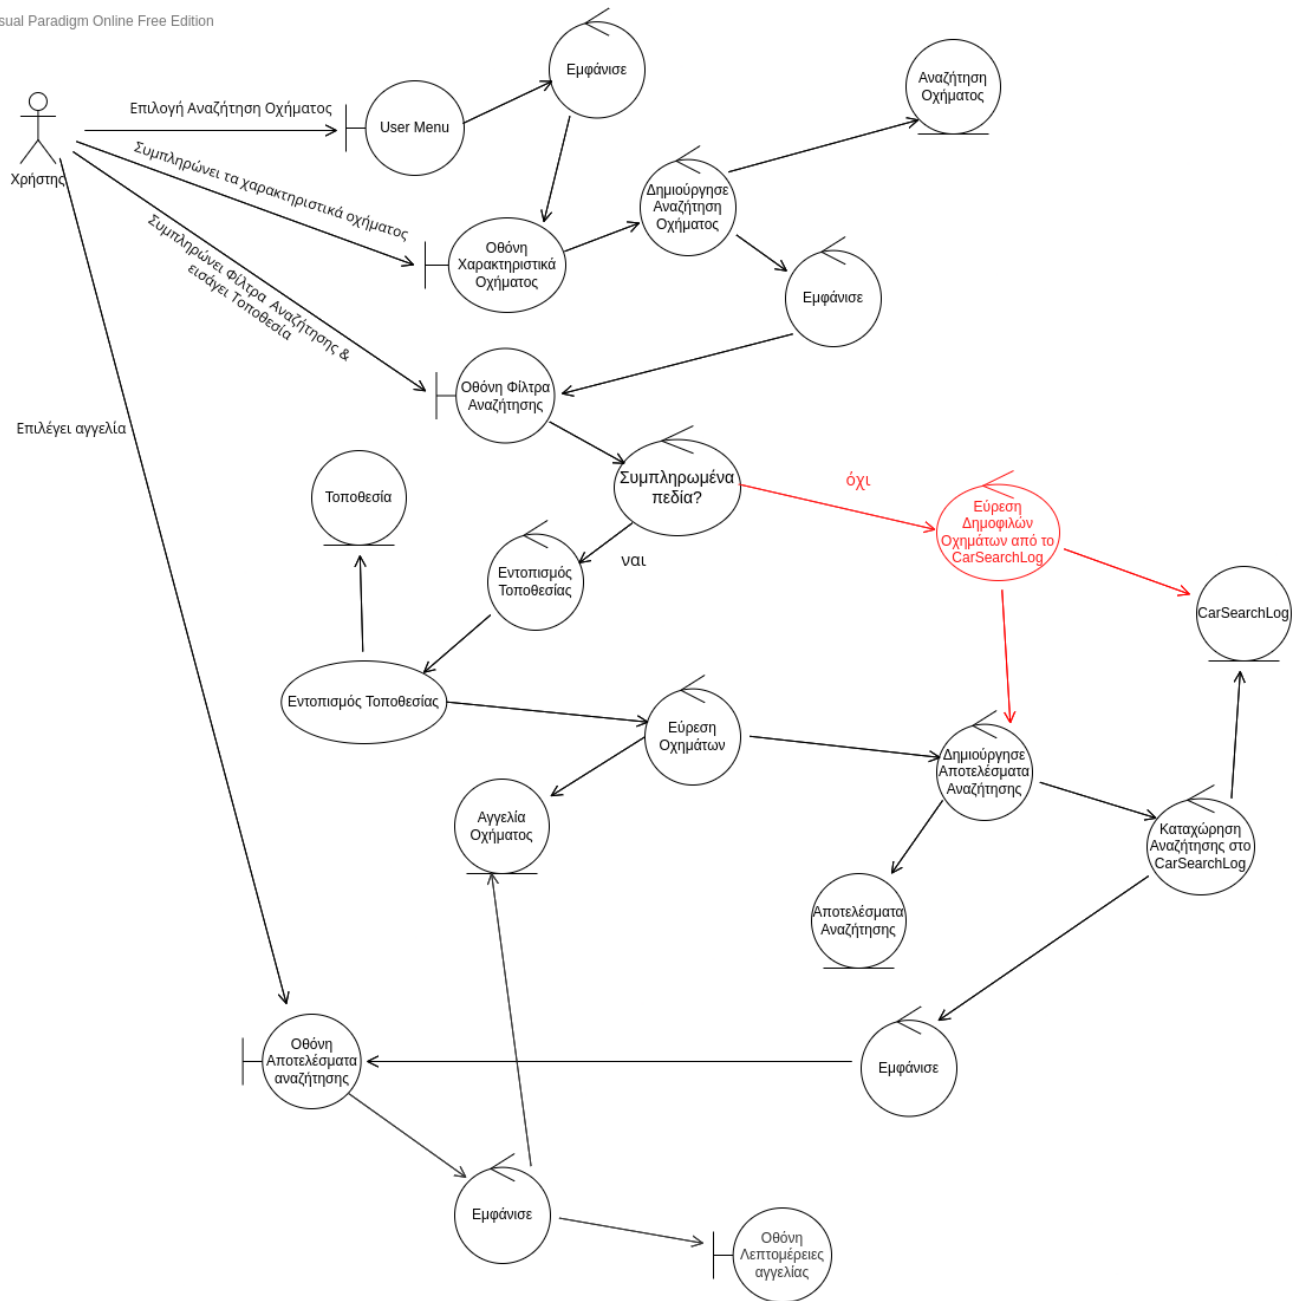 sual Paradigm Online Free Edition
Εμφάνισε
Αναζήτηση
Οχήματος
Επιλογή Αναζήτηση Οχήματος
User Menu
Χρήστης
Συμπληρώνει τα χαρακτηριστικά οχήματος
Δημιούργησε
Αναζήτηση
Οχήματος
Συμπληρώνει Φίλτρα Αναζήτησης &
εισάγει Τοποθεσία
Οθόνη
Χαρακτηριστικά
Οχήματος
Εμφάνισε
Οθόνη Φίλτρα
Αναζήτησης
Επιλέγει αγγελία
Συμπληρωμένα
πεδία?
όχι
Τοποθεσία
Εύρεση
Δημοφιλών
Οχημάτων από το
CarSearchLog
ναι
Εντοπισμός
Τοποθεσίας
CarSearchLog
Εντοπισμός Τοποθεσίας
Εύρεση
Οχημάτων
Δημιούργησε
Αποτελέσματα
Αναζήτησης
Αγγελία
Οχήματος
Καταχώρηση
Αναζήτησης στο
CarSearchLog
Αποτελέσματα
Αναζήτησης
Οθόνη
Αποτελέσματα
αναζήτησης
Εμφάνισε
Εμφάνισε
Οθόνη
Λεπτομέρειες
αγγελίας